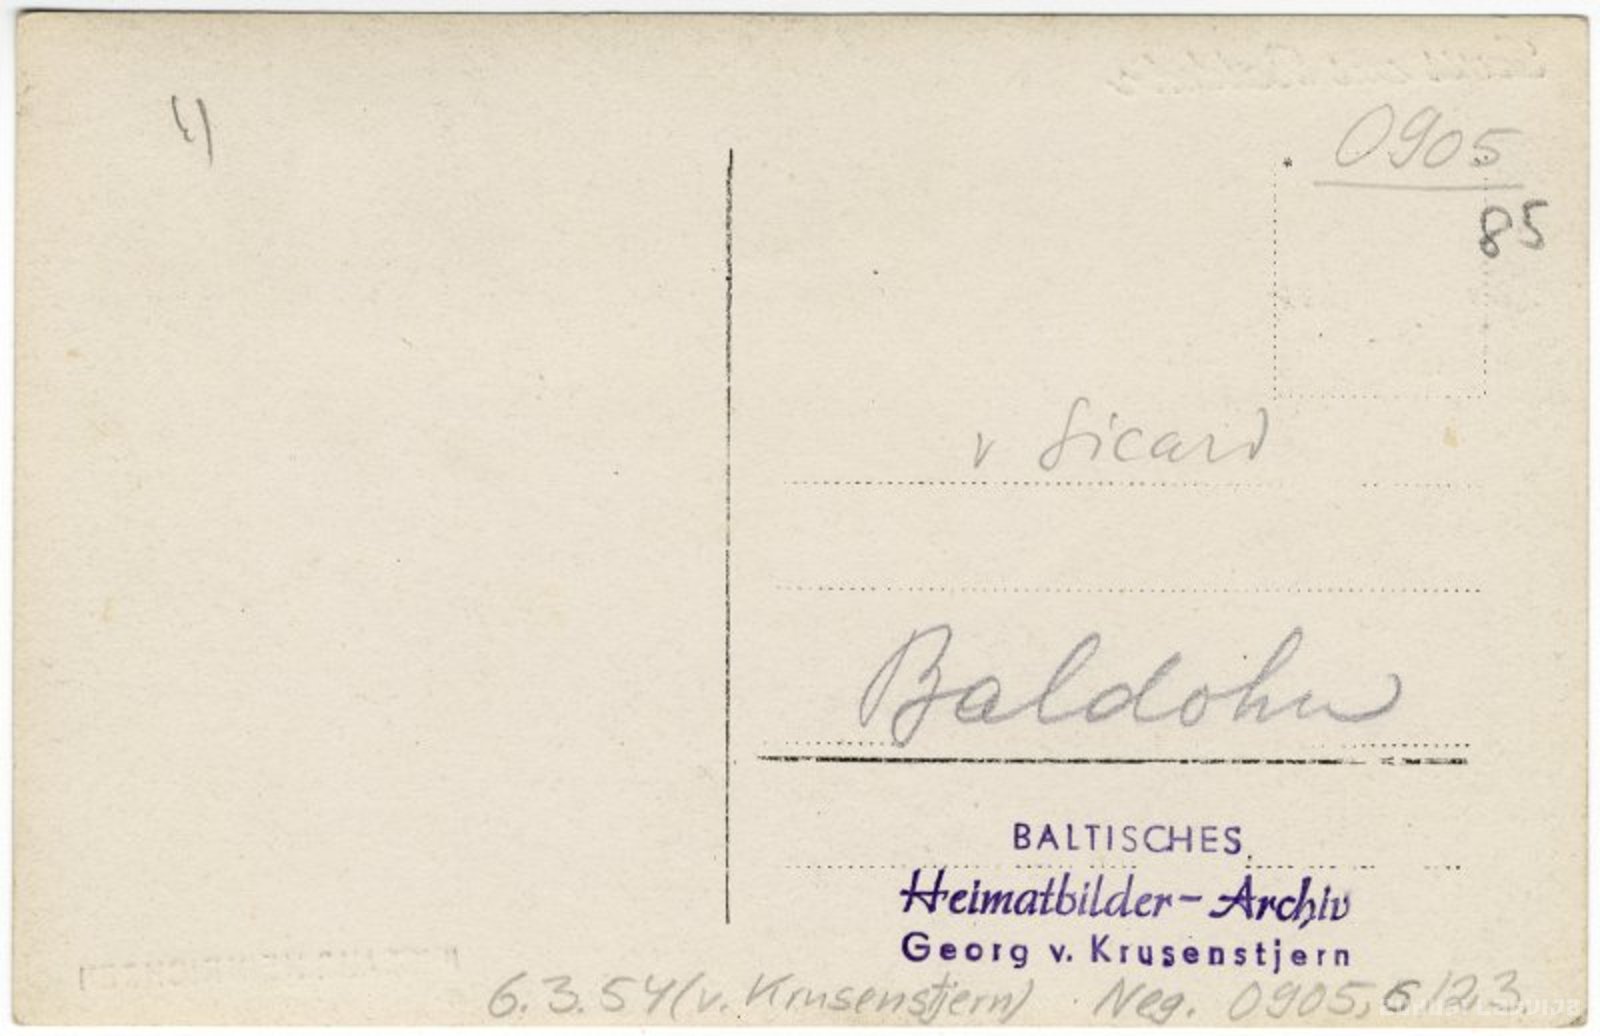 4)
0905
85
v Sicard
Baldohn
BALTISCHES
Heimatbilder-Archiv
Georg v. Krusenstjern
6.3.54 (v. Krusenstjern) Neg. 0905, 6/23